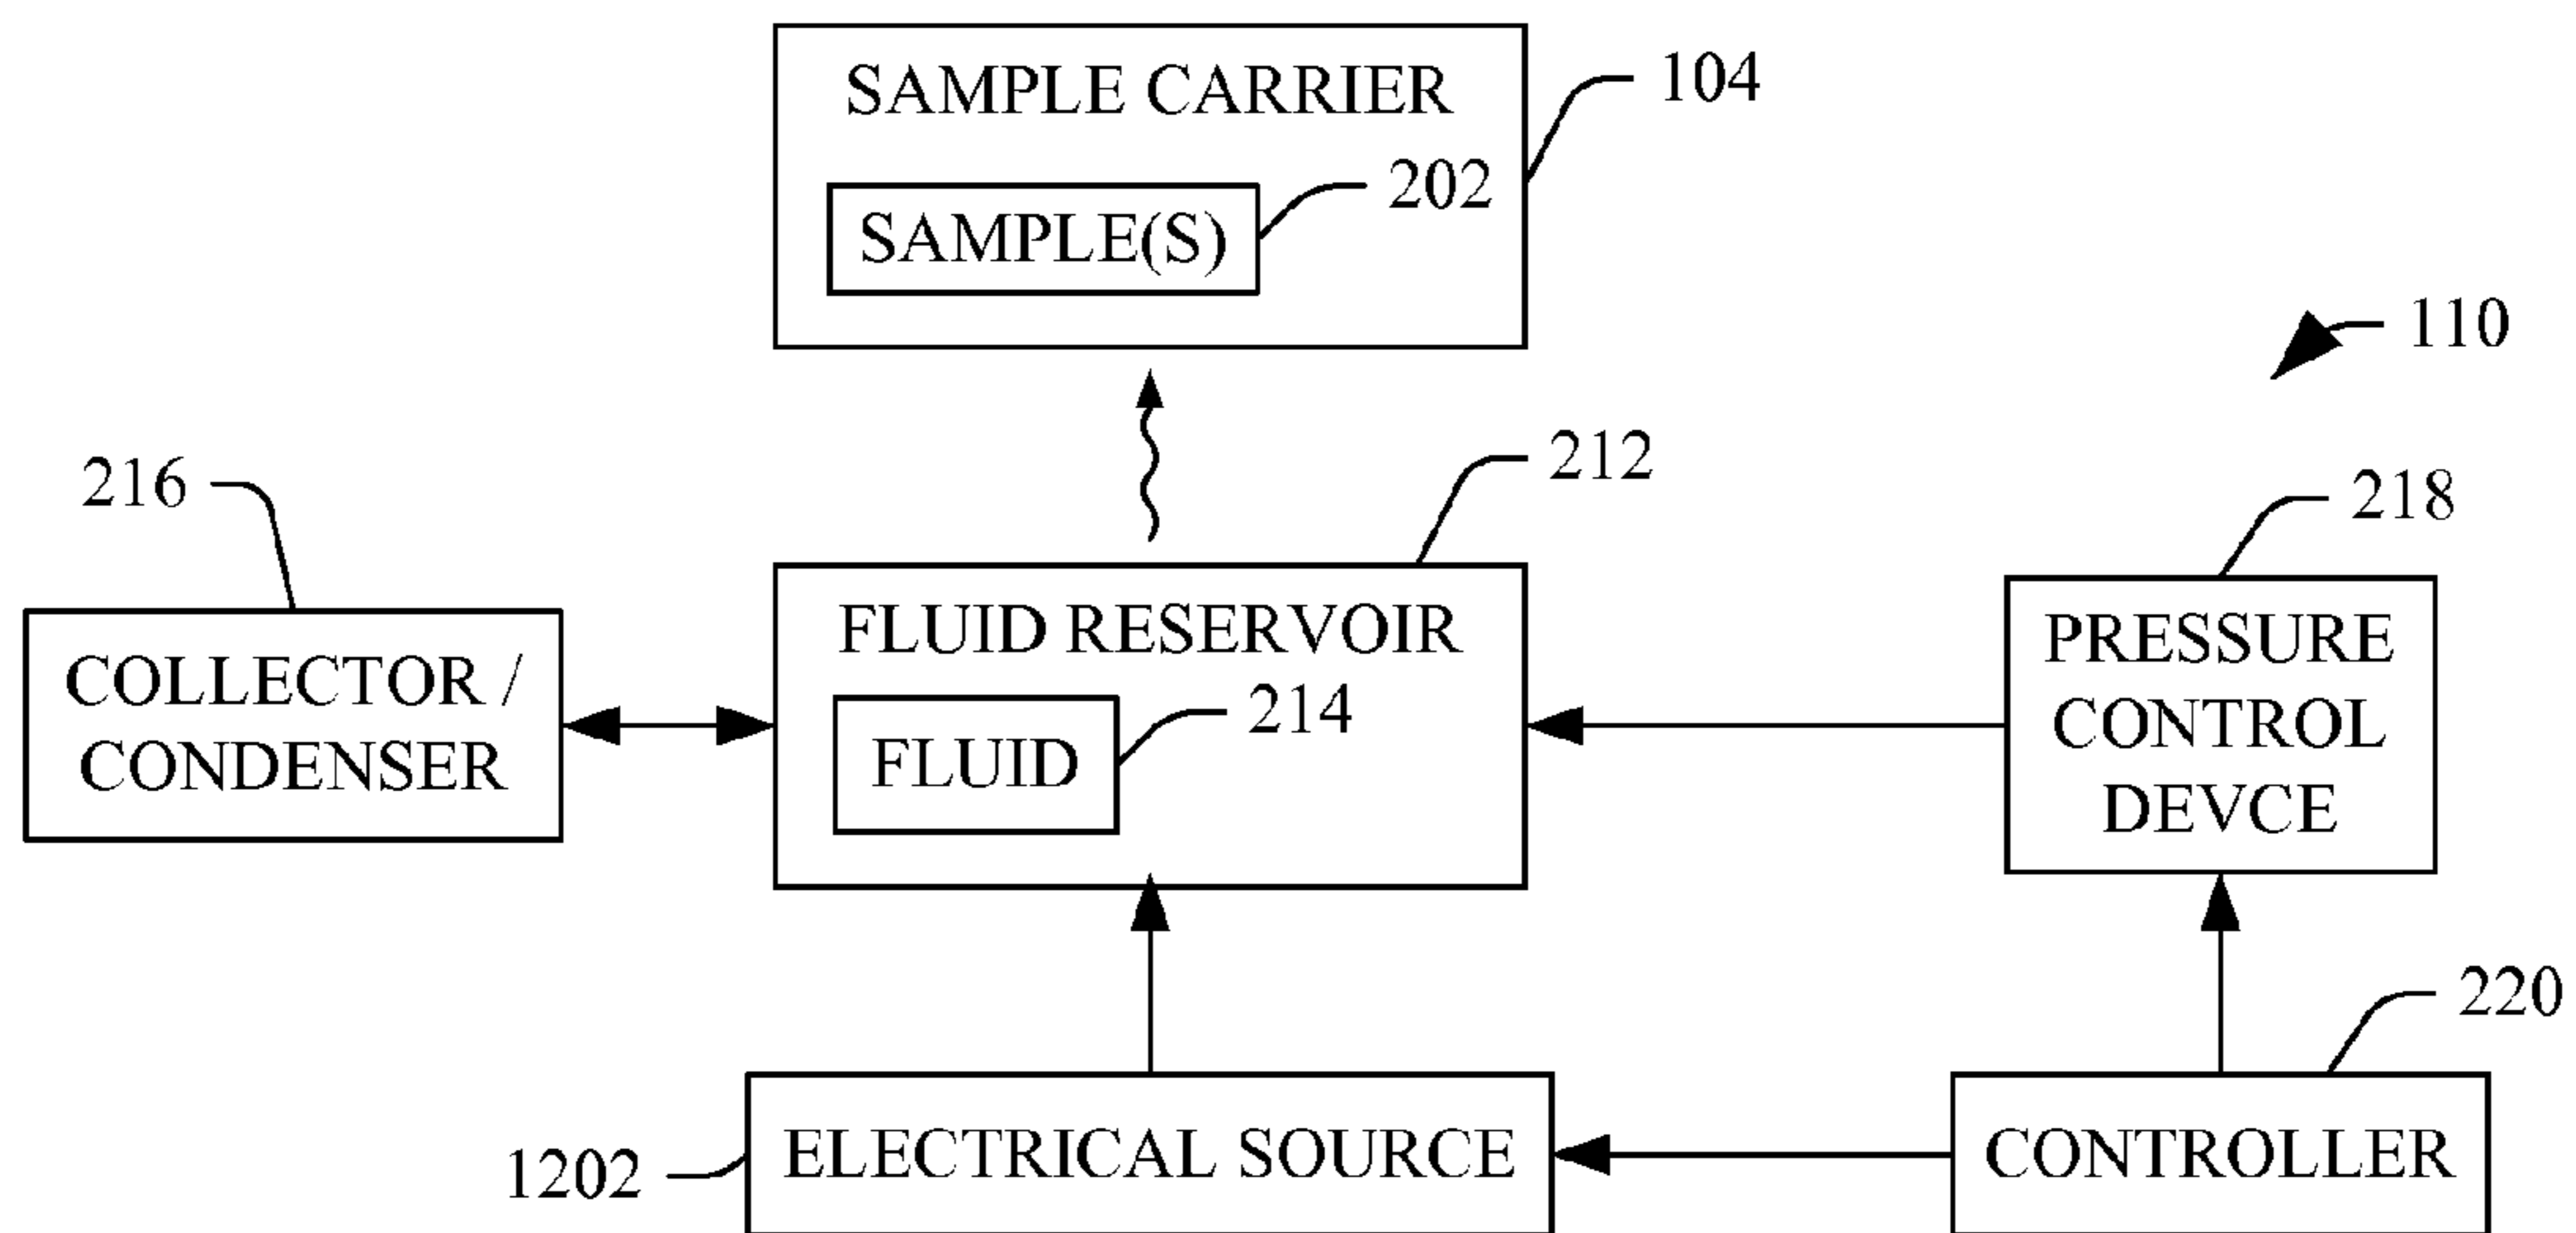 SAMPLE CARRIER
104
202
SAMPLE(S)
110
216
212
218
COLLECTOR /
CONDENSER
FLUID RESERVOIR
214
FLUID
PRESSURE
CONTROL
DEVCE
220
1202
ELECTRICAL SOURCE
CONTROLLER